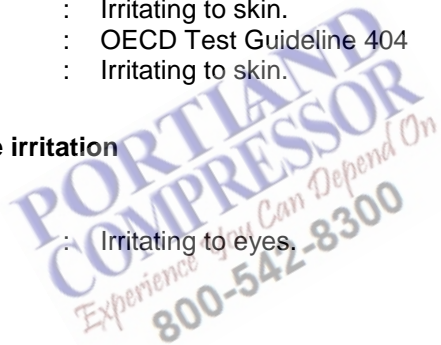 : Irritating to skin.
: OECD Test Guideline 404
: Irritating to skin.
e irritation
: Irritating to eyes.
PORTLAND
COMPRESSOR
Experience You Can Depend On
800-542-8300